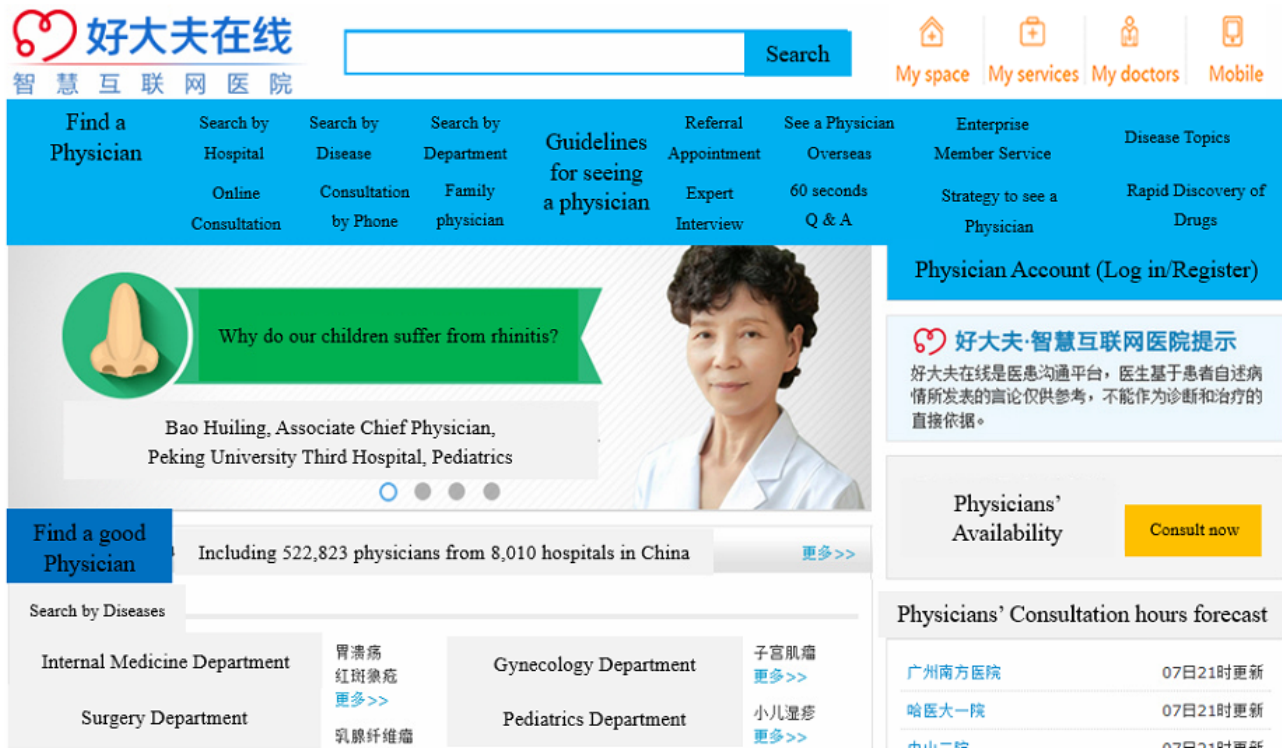 好大夫在线
智慧互联网医院
Search
My space
My services
My doctors
Mobile
Find a
Physician
Search by
Hospital
Search by
Disease
Search by
Department
Guidelines
for seeing
a physician
Referral
Appointment
See a Physician
Overseas
Enterprise
Member Service
Disease Topics
Online
Consultation
Consultation
by Phone
Family
physician
Expert
Interview
60 seconds
Q & A
Strategy to see a
Physician
Rapid Discovery of
Drugs
Physician Account (Log in/Register)
Why do our children suffer from rhinitis?
Bao Huiling, Associate Chief Physician,
Peking University Third Hospital, Pediatrics
好大夫·智慧互联网医院提示
好大夫在线是医患沟通平台，医生基于患者自述病
情所发表的言论仅供参考，不能作为诊断和治疗的
直接依据。
Physicians’
Availability
Consult now
Find a good
Physician
Including 522,823 physicians from 8,010 hospitals in China
更多>>
Search by Diseases
Internal Medicine Department
胃溃疡
红斑狼疮
更多>>
Gynecology Department
子宫肌瘤
更多>>
Surgery Department
乳腺纤维瘤
Pediatrics Department
小儿湿疹
更多>>
Physicians’ Consultation hours forecast
广州南方医院 07日21时更新
哈医大一院 07日21时更新
中山二院 07日21时更新